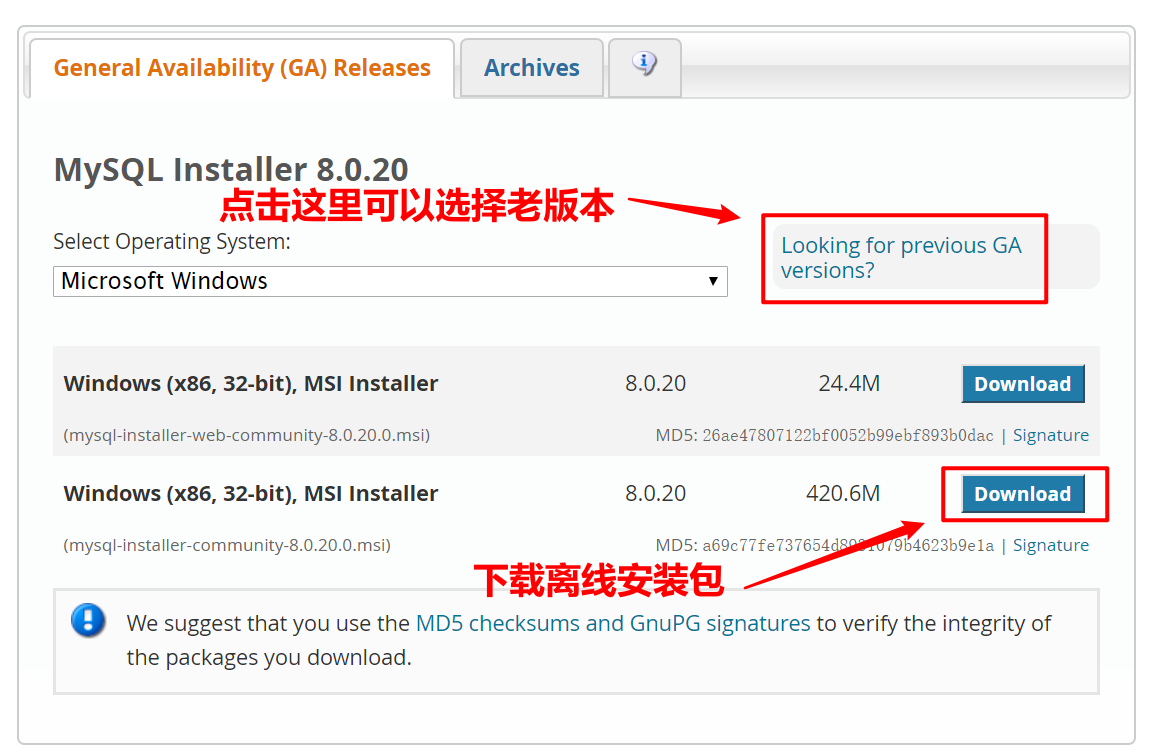 General Availability (GA) Releases
Archives
MySQL Installer 8.0.20
点击这里可以选择老版本
Select Operating System:
Looking for previous GA
versions?
Microsoft Windows
Windows (x86, 32-bit), MSI Installer 8.0.20 24.4M Download
(mysql-installer-web-community-8.0.20.0.msi) MD5: 26ae47807122bf0052b99ebf893b0dac | Signature
Windows (x86, 32-bit), MSI Installer 8.0.20 420.6M Download
(mysql-installer-community-8.0.20.0.msi) MD5: | Signature
下载离线安装包
We suggest that you use the MD5 checksums and GnuPG signatures to verify the integrity of
the packages you download.